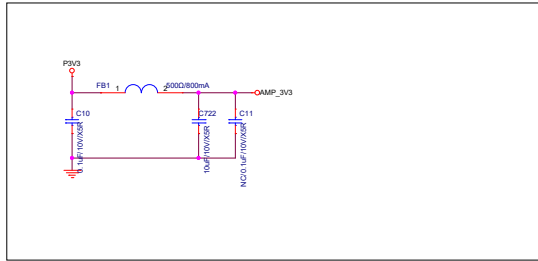 P3V3
FB1 1 2 600Ω/800mA
AMP_3V3
C10
0.1uF/10V/X5R
C722
10uF/10V/X5R
C11
NC/0.1uF/10V/X5R